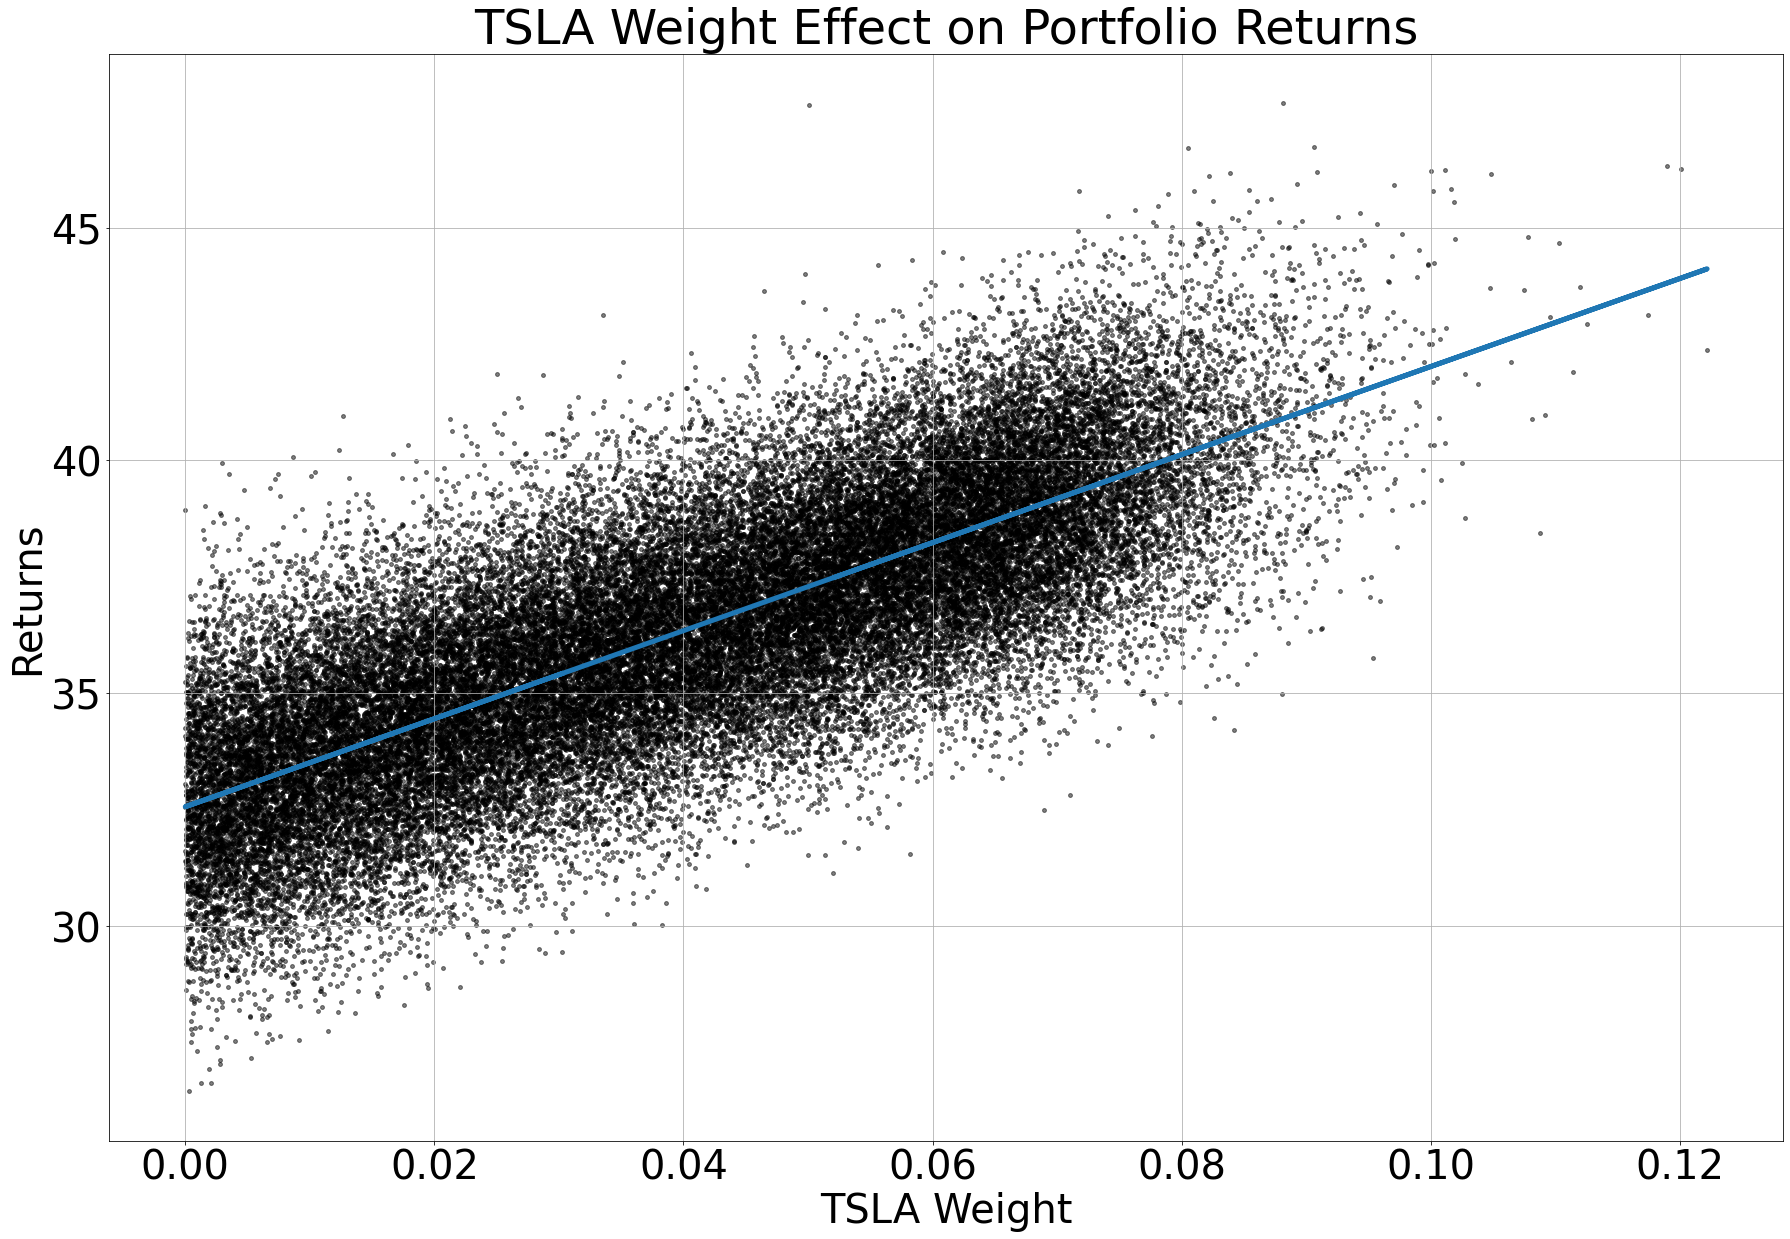 TSLA Weight Effect on Portfolio Returns
45
40
35
30
Returns
0.00 0.02 0.04 0.06 0.08 0.10 0.12
TSLA Weight